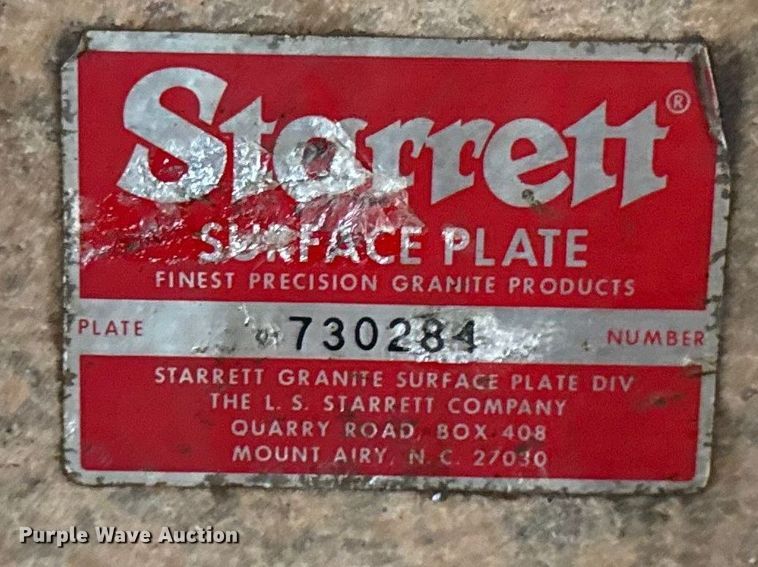 Starrett®
SURFACE PLATE
FINEST PRECISION GRANITE PRODUCTS
PLATE 730284 NUMBER
STARRETT GRANITE SURFACE PLATE DIV
THE L. S. STARRETT COMPANY
QUARRY ROAD, BOX 408
MOUNT AIRY, N. C. 27030
Purple Wave Auction